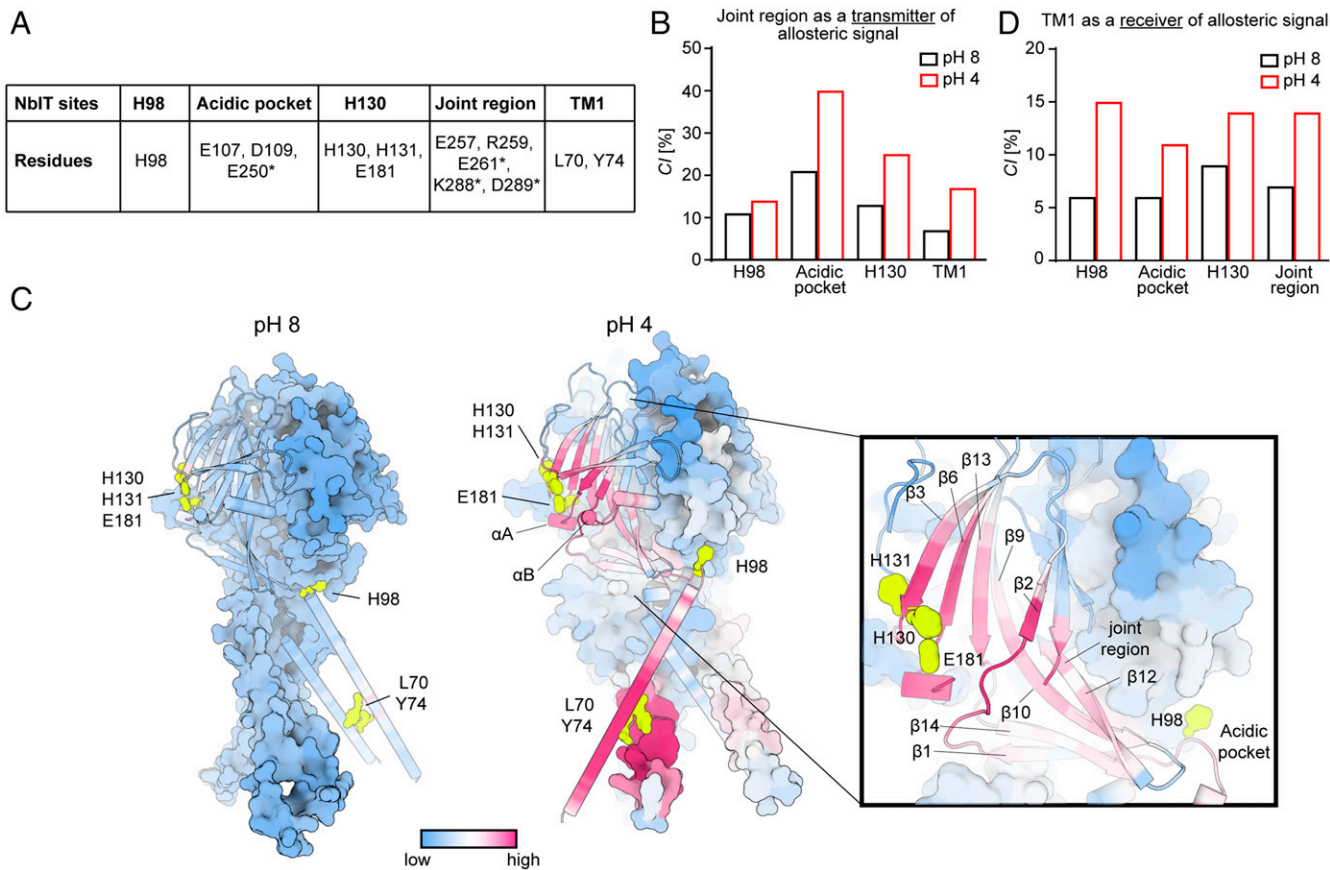 A
NbIT sites H98 Acidic pocket H130 Joint region TM1
Residues H98 E107, D109, E250* H130, H131, E181 E257, R259, E261*, K288*, D289* L70, Y74
B
Joint region as a transmitter of
allosteric signal
pH 8
pH 4
CI [%]
50
40
30
20
10
0
H98
Acidic
pocket
H130
TM1
D
TM1 as a receiver of allosteric signal
pH 8
pH 4
CI [%]
20
15
10
5
0
H98
Acidic
pocket
H130
Joint
region
C
pH 8
H130
H131
E181
H98
L70
Y74
pH 4
H130
H131
E181
αA
αB
H98
L70
Y74
low
high
β13
β6
β3
β9
H131
β2
H130
E181
joint
region
β12
β10
H98
β14
Acidic
pocket
β1